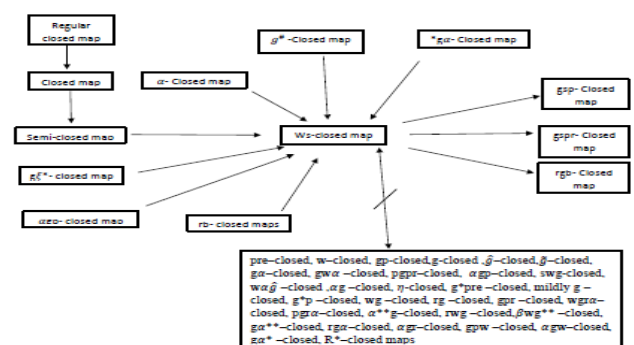 Regular
closed map
g* -Closed map
*gα- Closed map
Closed map
α- Closed map
gsp- Closed
map
Semi-closed map
Ws-closed map
gspr- Closed
map
gξ*- closed map
rgb- Closed
Map
closed map
rb- closed maps
pre–closed, w–closed, gp-closed,g-closed ,ĝ–closed,g̃–closed,
gα–closed, gwα –closed, pgpr-closed, αgp–closed, swg-closed,
wαĝ –closed ,αg –closed, η-closed, g*pre –closed, mildly g –
closed, g*p –closed, wg –closed, rg –closed, gpr –closed, wgrα–
closed, pgrα–closed, α**g–closed, rwg –closed,βwg** –closed,
gα**–closed, rgα–closed, αgr–closed, gpw –closed, αgw–closed,
gα* –closed, R*–closed maps